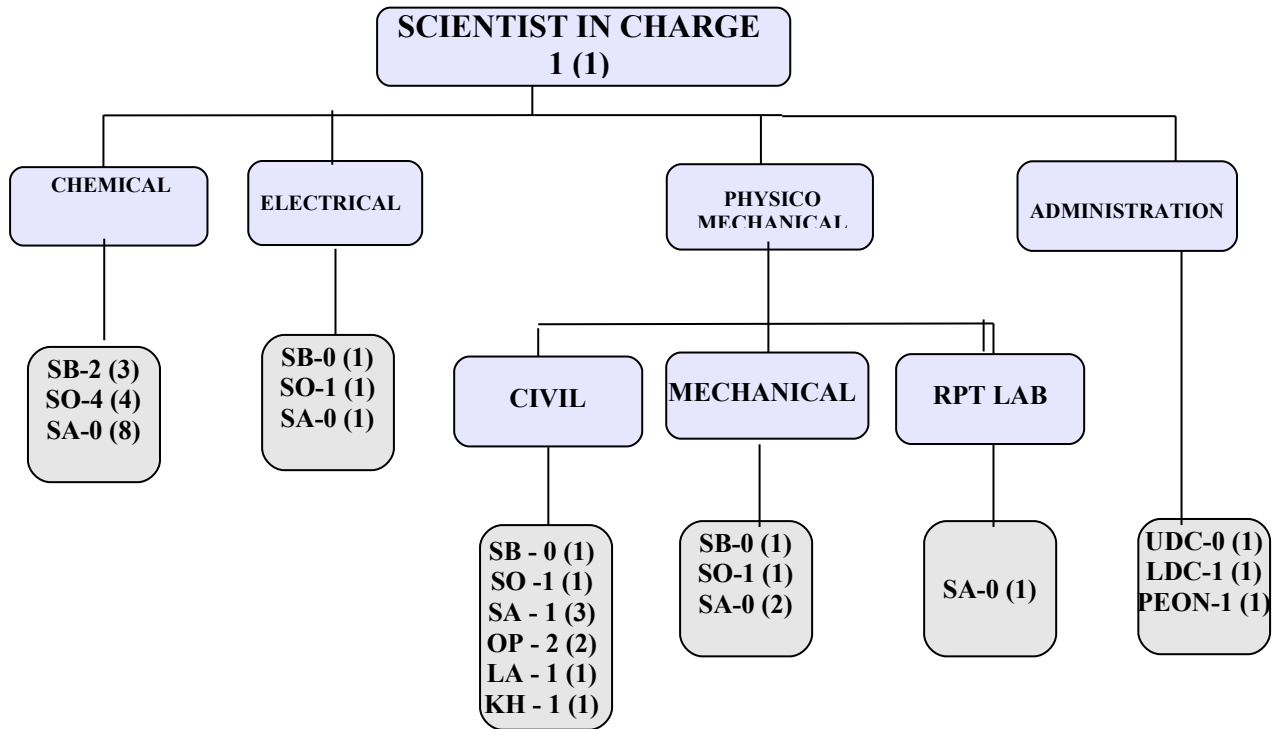 SCIENTIST IN CHARGE
1 (1)
CHEMICAL
ELECTRICAL
PHYSICO
MECHANICAL
ADMINISTRATION
SB-2 (3)
SO-4 (4)
SA-0 (8)
SB-0 (1)
SO-1 (1)
SA-0 (1)
CIVIL
MECHANICAL
RPT LAB
SB - 0 (1)
SO -1 (1)
SA - 1 (3)
OP - 2 (2)
LA - 1 (1)
KH - 1 (1)
SB-0 (1)
SO-1 (1)
SA-0 (2)
SA-0 (1)
UDC-0 (1)
LDC-1 (1)
PEON-1 (1)